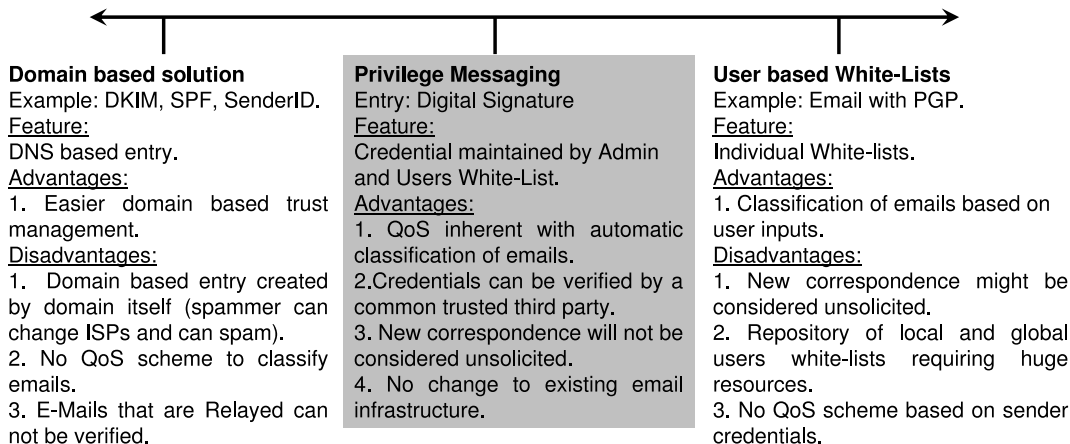 Domain based solution
Example: DKIM, SPF, SenderID.
Feature:
DNS based entry.
Advantages:
1. Easier domain based trust
management.
Disadvantages:
1. Domain based entry created
by domain itself (spammer can
change ISPs and can spam).
2. No QoS scheme to classify
emails.
3. E-Mails that are Relayed can
not be verified.
Privilege Messaging
Entry: Digital Signature
Feature:
Credential maintained by Admin
and Users White-List.
Advantages:
1. QoS inherent with automatic
classification of emails.
2.Credentials can be verified by a
common trusted third party.
3. New correspondence will not be
considered unsolicited.
4. No change to existing email
infrastructure.
User based White-Lists
Example: Email with PGP.
Feature:
Individual White-lists.
Advantages:
1. Classification of emails based on
user inputs.
Disadvantages:
1. New correspondence might be
considered unsolicited.
2. Repository of local and global
users white-lists requiring huge
resources.
3. No QoS scheme based on sender
credentials.